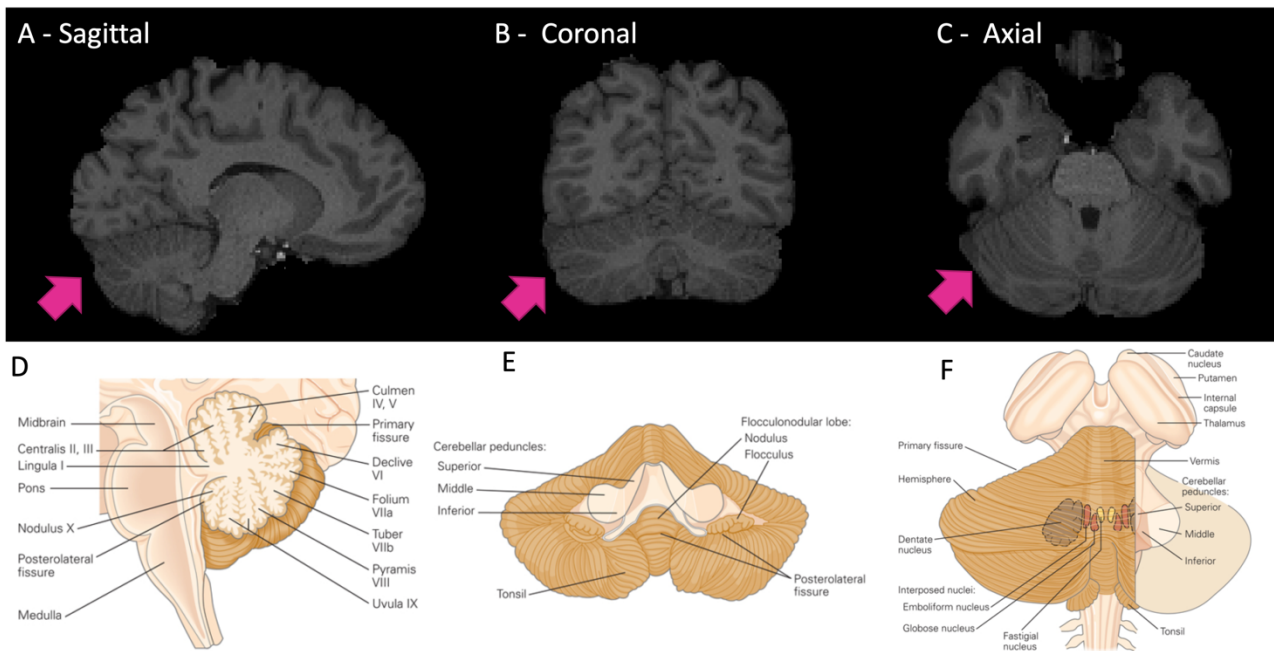 A - Sagittal
B - Coronal
C - Axial
D
Midbrain
Centralis II, III
Lingula I
Pons
Nodulus X
Posterolateral
fissure
Medulla
Culmen
IV, V
Primary
fissure
Declive
VI
Folium
VIIa
Tuber
VIIb
Pyramis
VIII
Uvula IX
E
Cerebellar peduncles:
Superior
Middle
Inferior
Tonsil
Flocculonodular lobe:
Nodulus
Flocculus
Posterolateral
fissure
F
Primary fissure
Hemisphere
Dentate
nucleus
Interposed nuclei:
Emboliform nucleus
Globose nucleus
Fastigial
nucleus
Caudate
nucleus
Putamen
Internal
capsule
Thalamus
Vermis
Cerebellar
peduncles:
Superior
Middle
Inferior
Tonsil